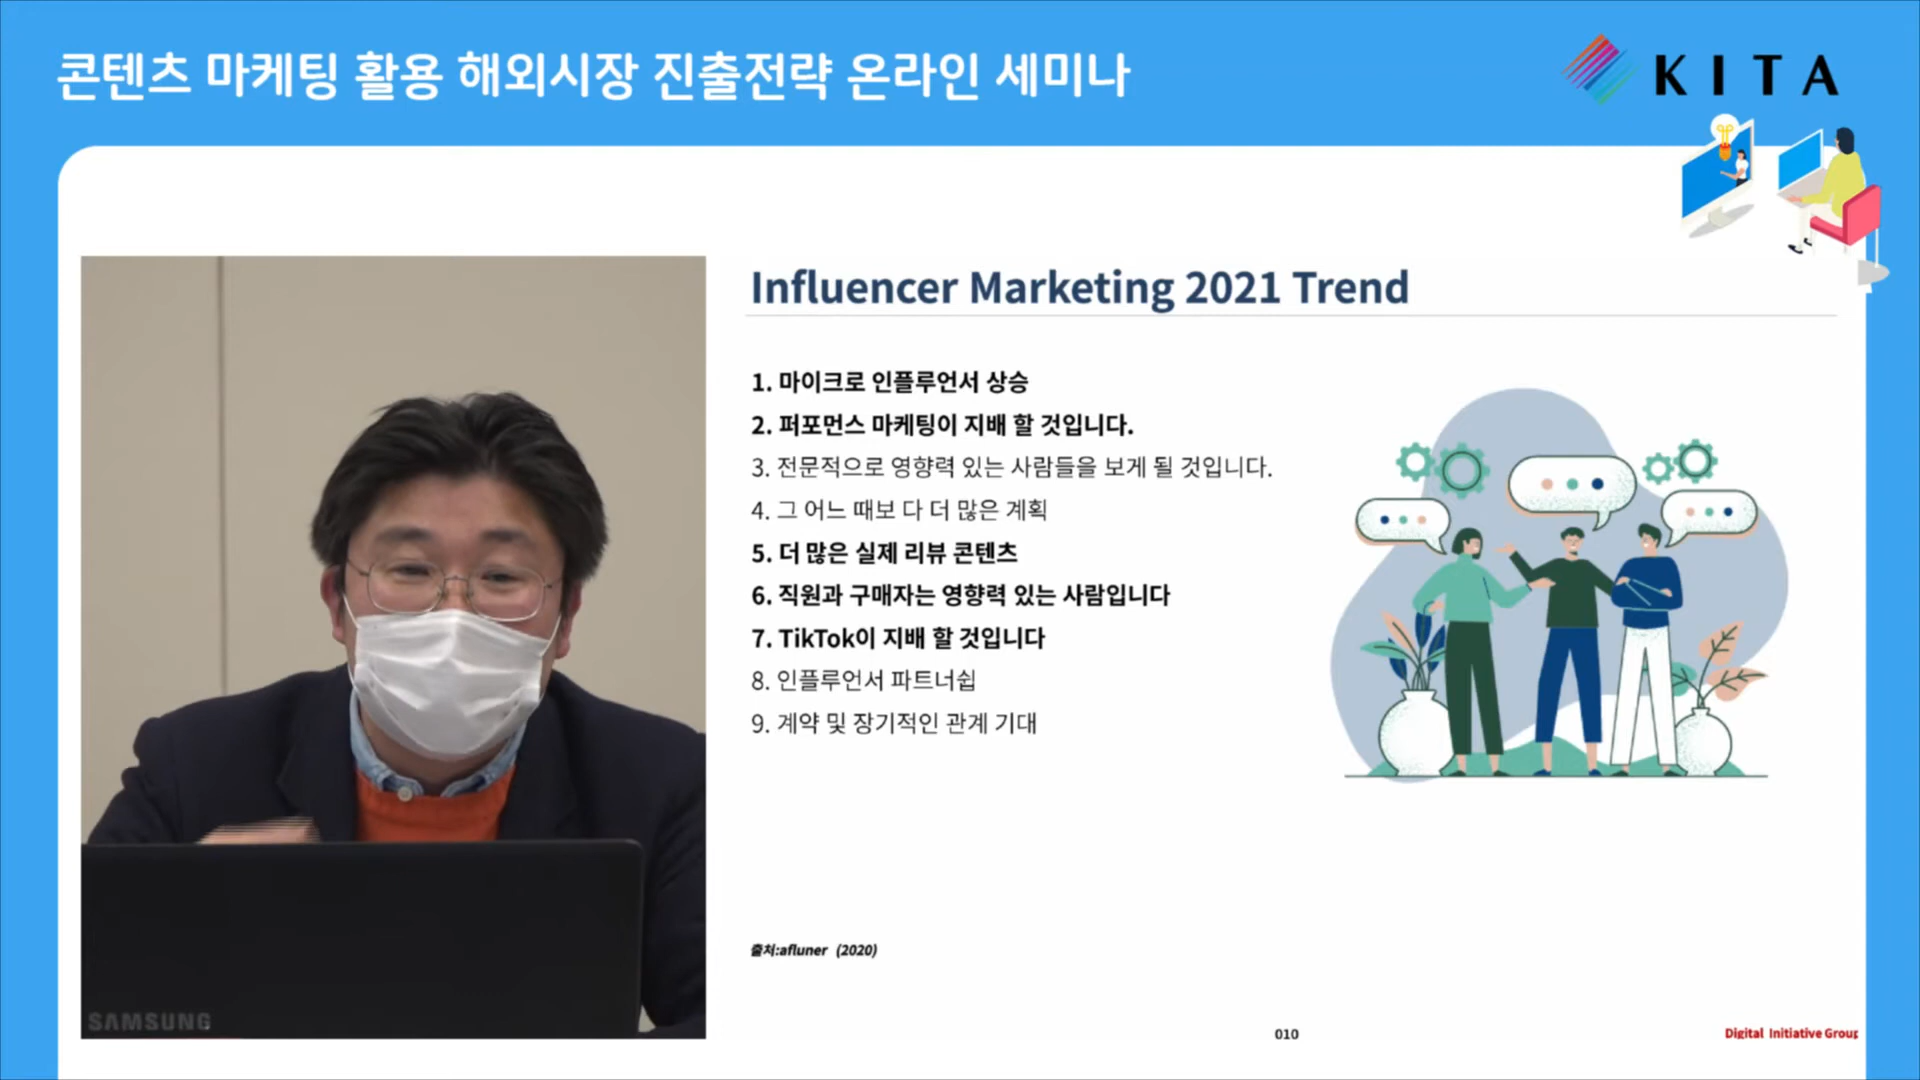 콘텐츠 마케팅 활용 해외시장 진출전략 온라인 세미나
KITA
Influencer Marketing 2021 Trend
1. 마이크로 인플루언서 상승
2. 퍼포먼스 마케팅이 지배 할 것입니다.
3. 전문적으로 영향력 있는 사람들을 보게 될 것입니다.
4. 그 어느 때보 다 더 많은 계획
5. 더 많은 실제 리뷰 콘텐츠
6. 직원과 구매자는 영향력 있는 사람입니다
7. TikTok이 지배 할 것입니다
8. 인플루언서 파트너쉽
9. 계약 및 장기적인 관계 기대
출처:afluner (2020)
SAMSUNG
010
Digital Initiative Group